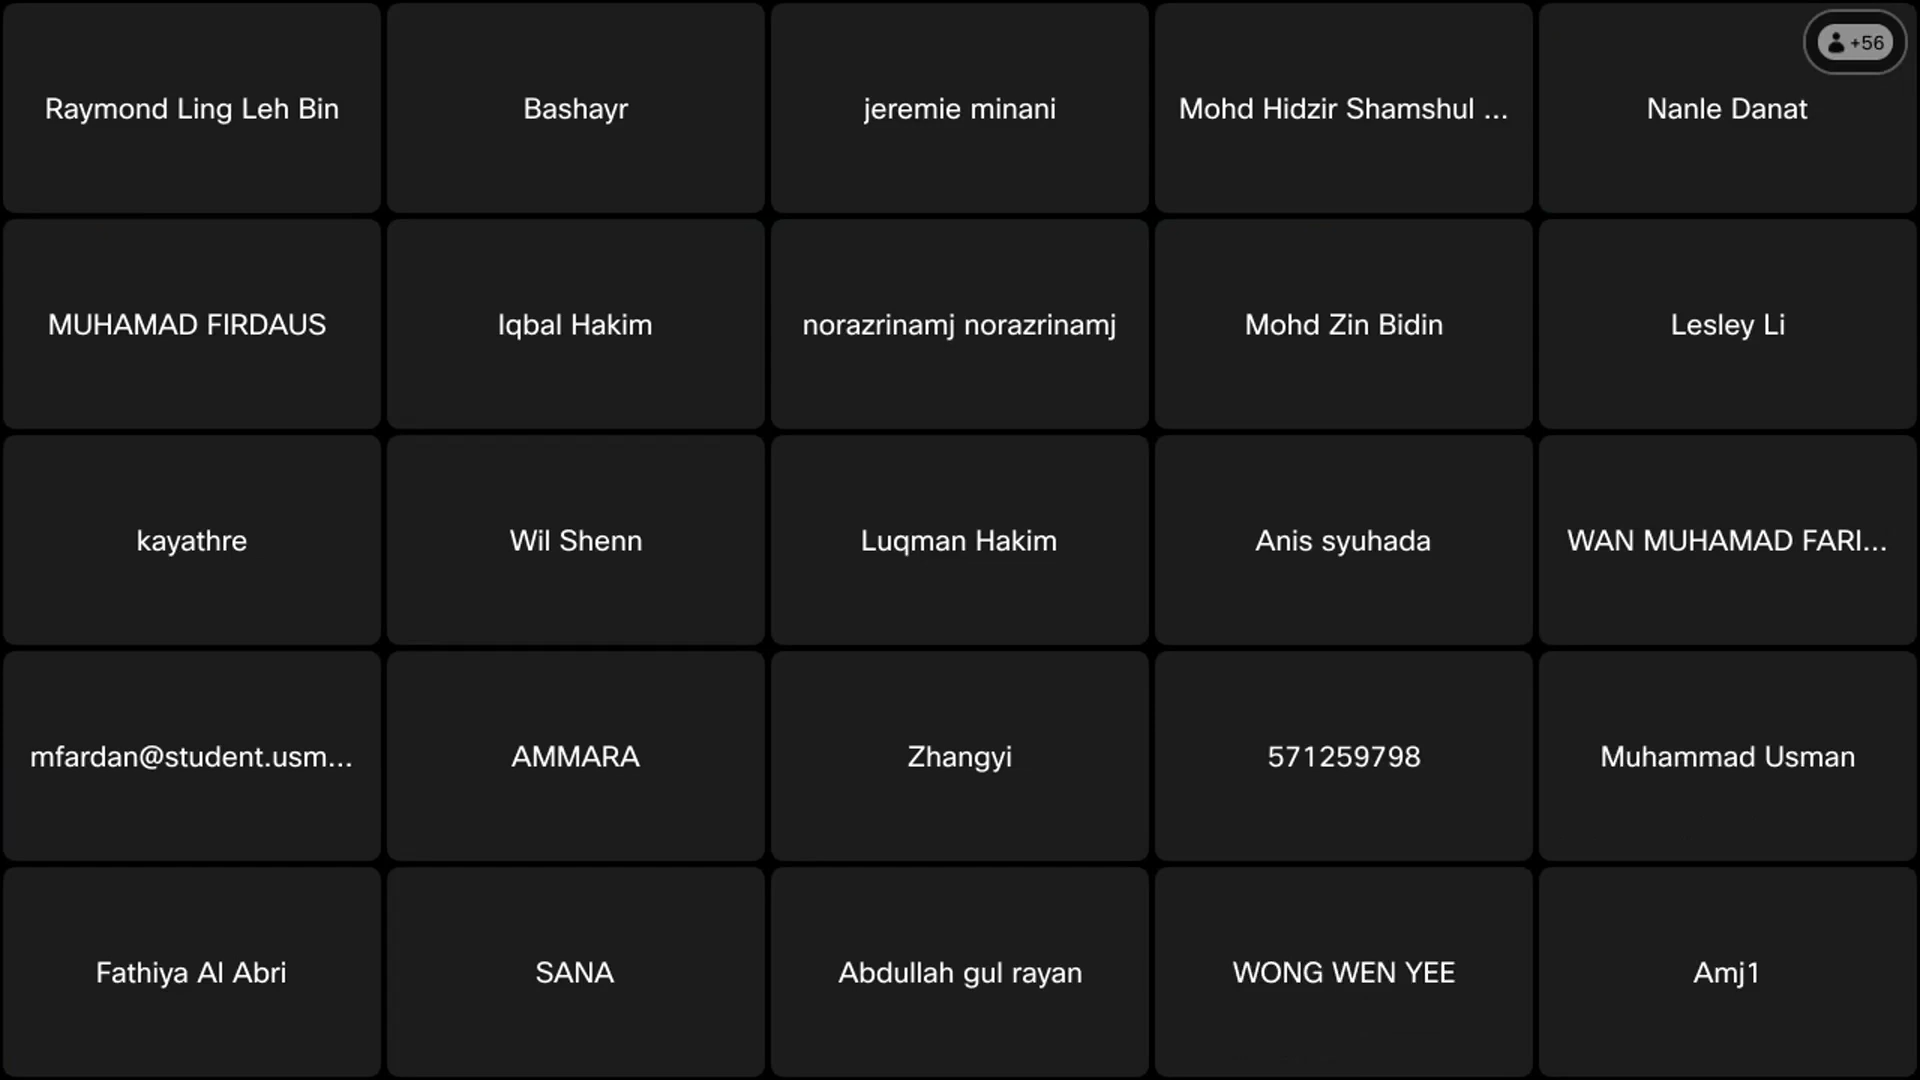 +56
Raymond Ling Leh Bin
Bashayr
jeremie minani
Mohd Hidzir Shamshul ...
Nanle Danat
MUHAMAD FIRDAUS
Iqbal Hakim
norazrinamj norazrinamj
Mohd Zin Bidin
Lesley Li
kayathre
Wil Shenn
Luqman Hakim
Anis syuhada
WAN MUHAMAD FARI...
mfardan@student.usm...
AMMARA
Zhangyi
571259798
Muhammad Usman
Fathiya Al Abri
SANA
Abdullah gul rayan
WONG WEN YEE
Amj1